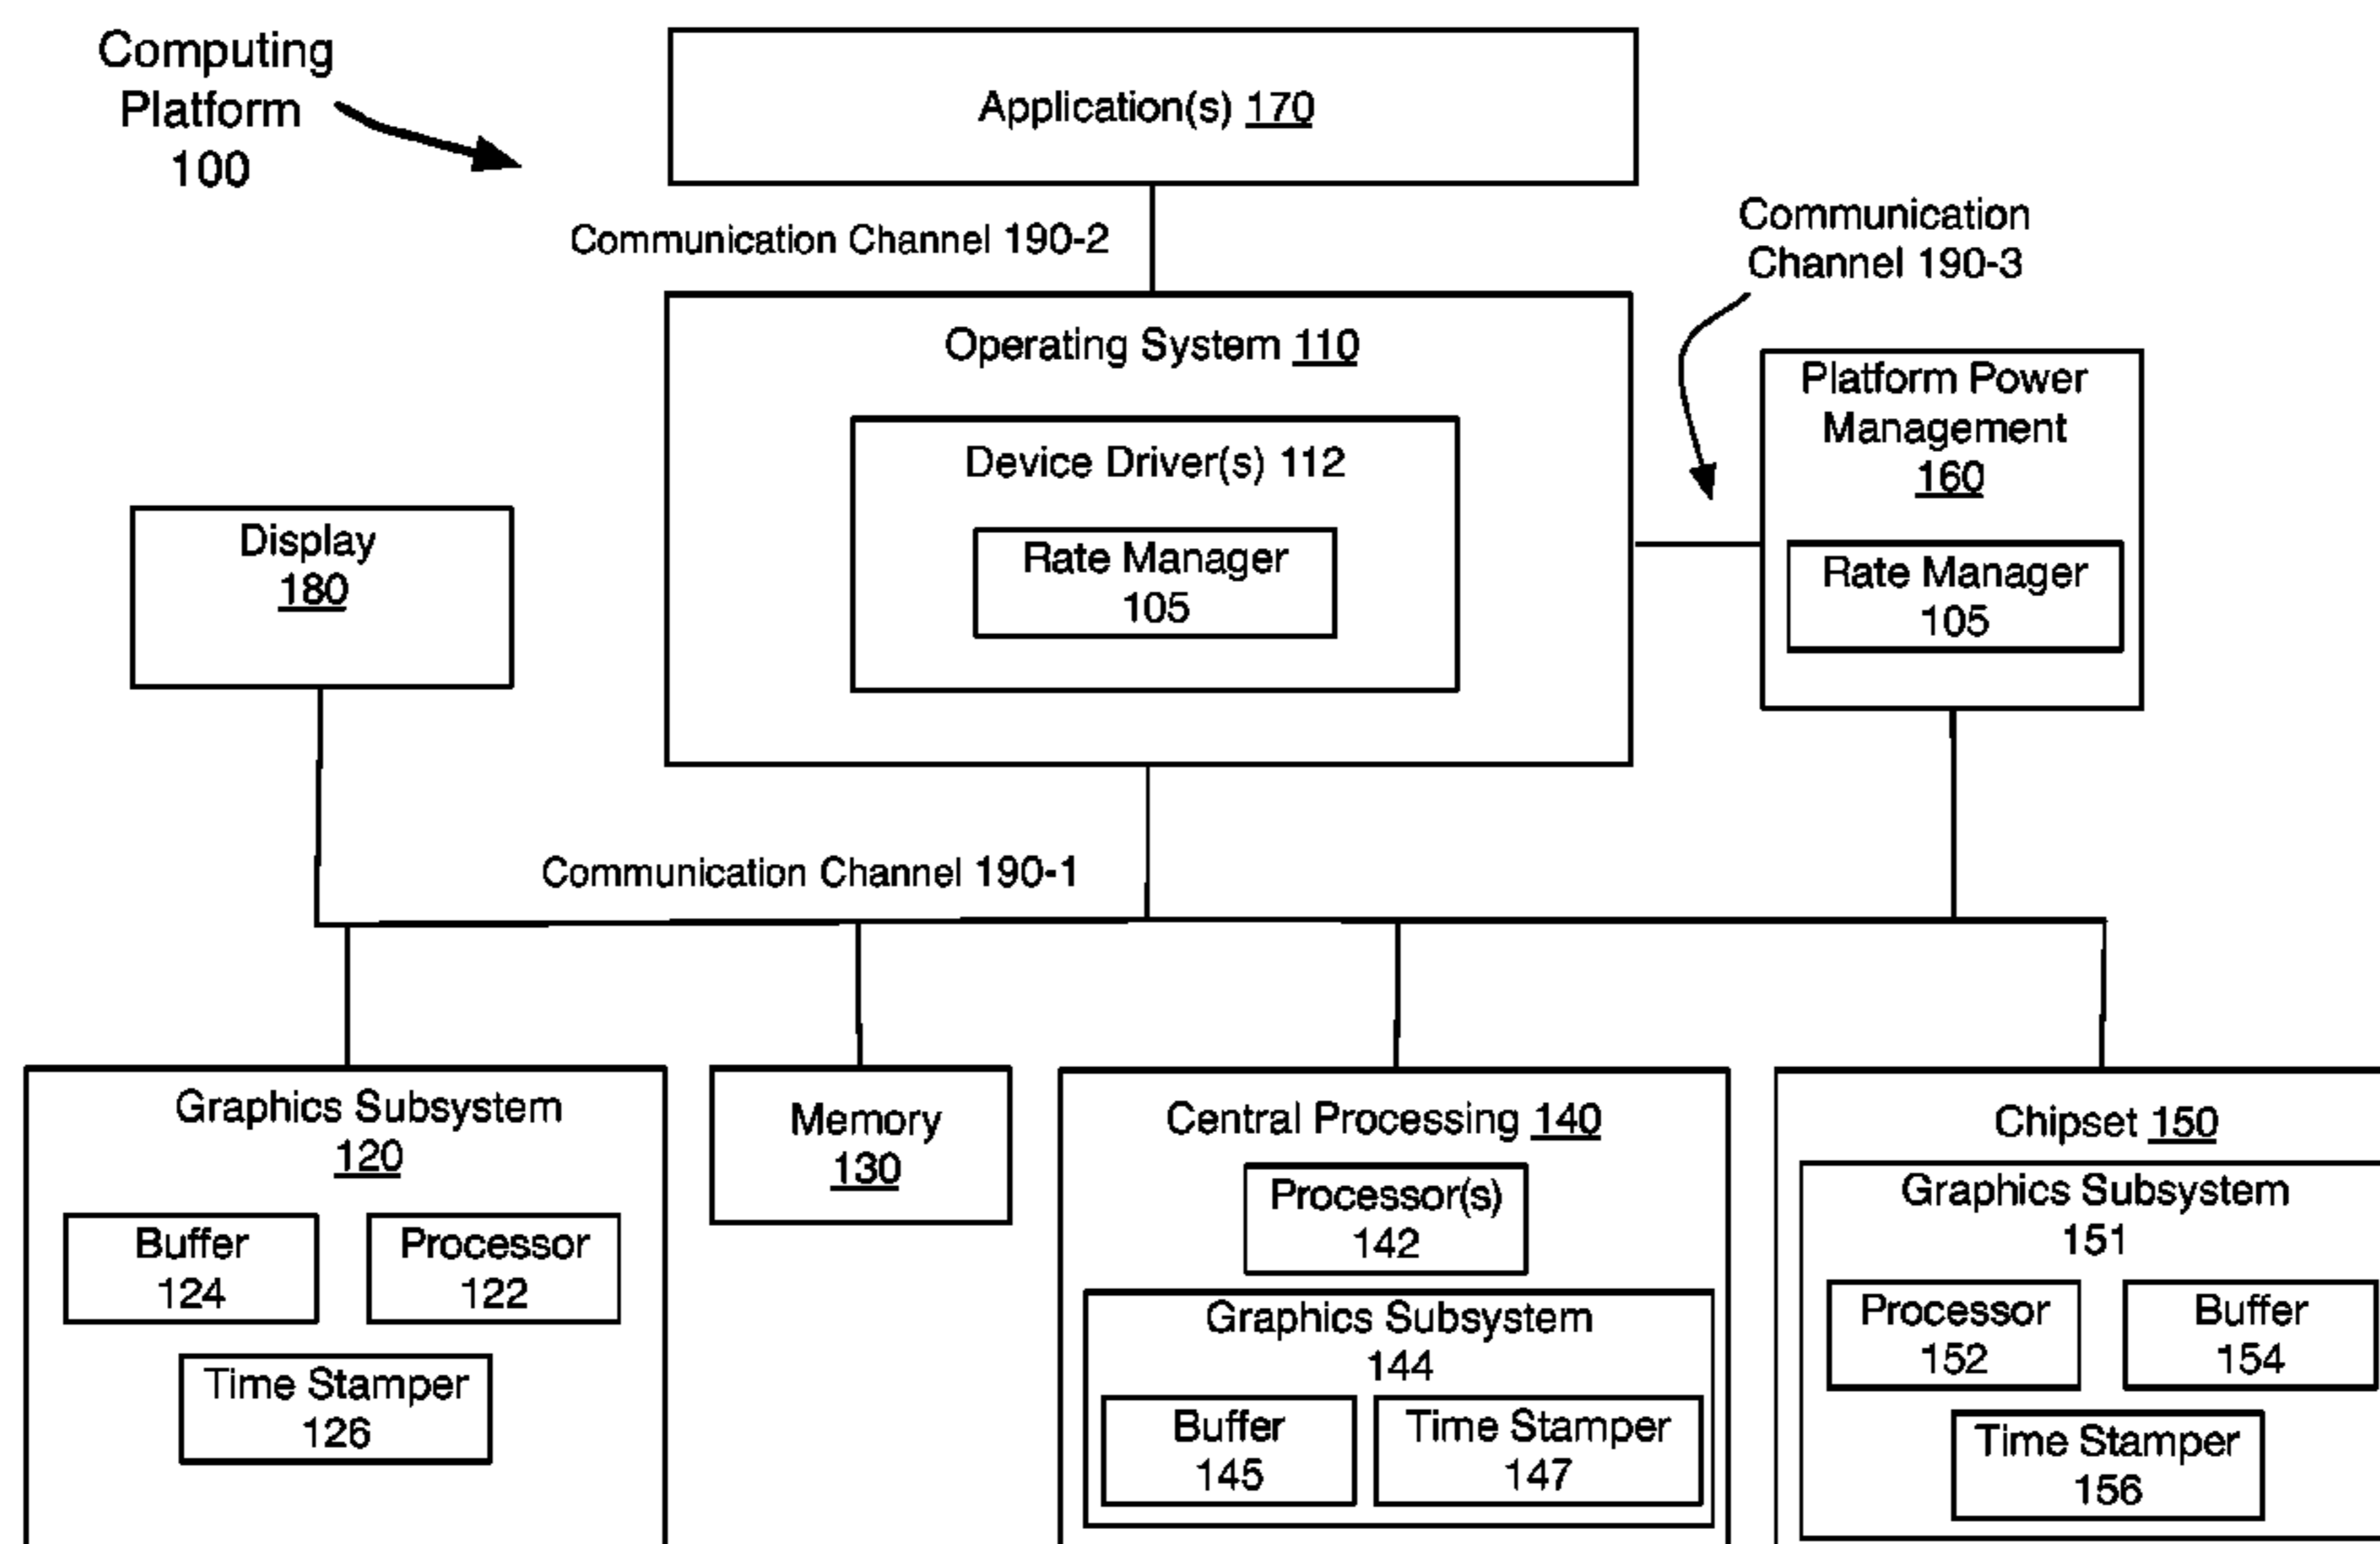 Computing
Platform
100
Application(s) 170
Communication Channel 190-2
Communication
Channel 190-3
Operating System 110
Device Driver(s) 112
Rate Manager
105
Platform Power
Management
160
Rate Manager
105
Display
180
Communication Channel 190-1
Graphics Subsystem
120
Buffer
124
Processor
122
Time Stamper
126
Memory
130
Central Processing 140
Processor(s)
142
Graphics Subsystem
144
Buffer
145
Time Stamper
147
Chipset 150
Graphics Subsystem
151
Processor
152
Buffer
154
Time Stamper
156